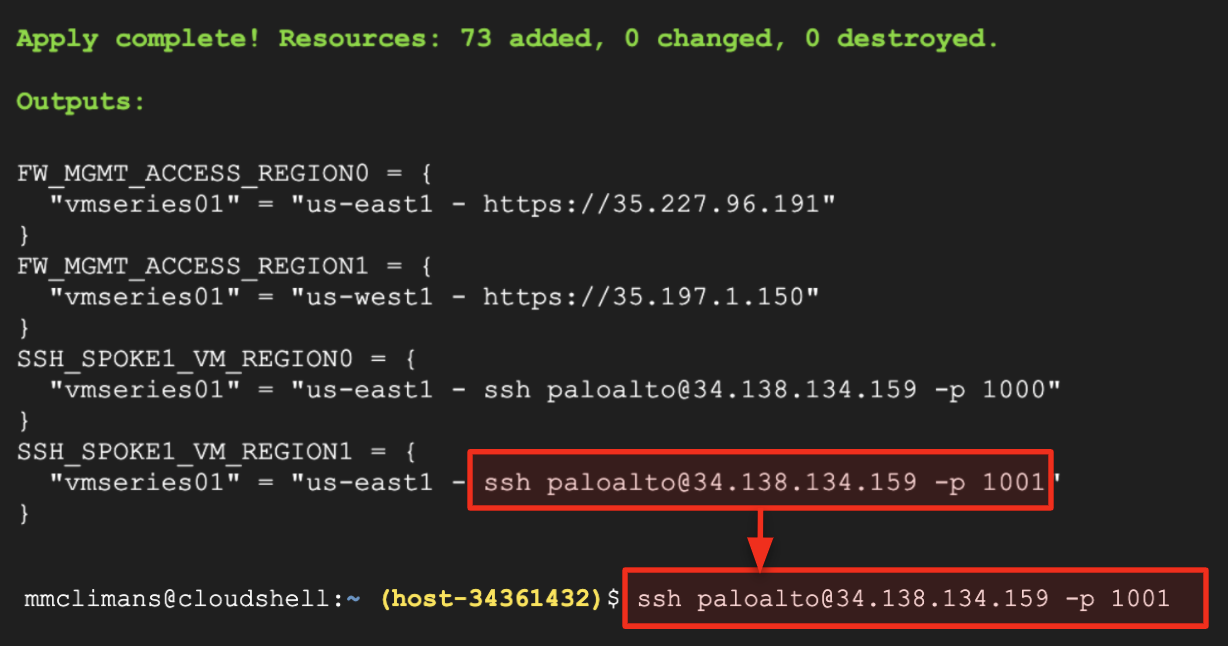 Apply complete! Resources: 73 added, 0 changed, 0 destroyed.
Outputs:
FW_MGMT_ACCESS_REGION0 = {
  "vmseries01" = "us-east1 - https://35.227.96.191"
}
FW_MGMT_ACCESS_REGION1 = {
  "vmseries01" = "us-west1 - https://35.197.1.150"
}
SSH_SPOKE1_VM_REGION0 = {
  "vmseries01" = "us-east1 - ssh paloalto@34.138.134.159 -p 1000"
}
SSH_SPOKE1_VM_REGION1 = {
  "vmseries01" = "us-east1 - ssh paloalto@34.138.134.159 -p 1001"
}
mmclimans@cloudshell:~ (host-34361432)$ ssh paloalto@34.138.134.159 -p 1001